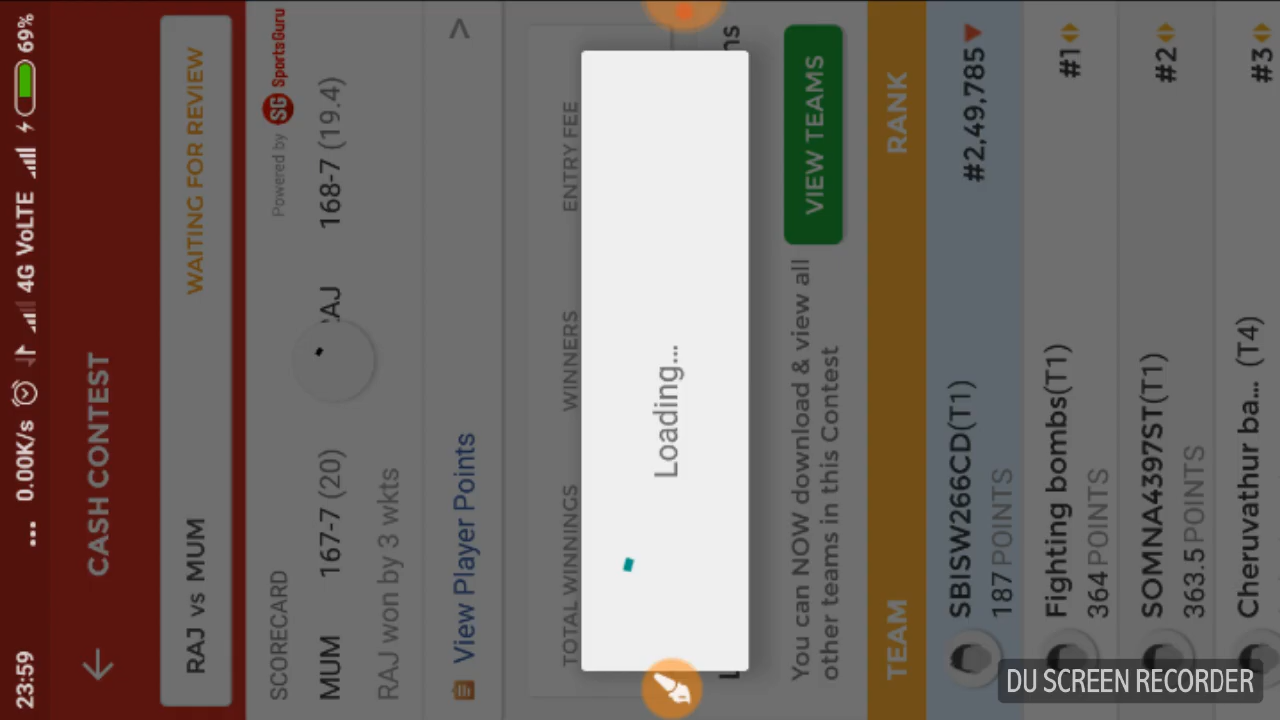 23:59 ... 0.00K/s 4G VoLTE 69%
CASH CONTEST
RAJ vs MUM WAITING FOR REVIEW
SCORECARD Powered by SG SportsGuru
MUM 167-7 (20) RAJ 168-7 (19.4)
RAJ won by 3 wkts
View Player Points
TOTAL WINNINGS WINNERS ENTRY FEE
Loading...
You can NOW download & view all
other teams in this Contest
VIEW TEAMS
TEAM RANK
SBISW266CD(T1) #2,49,785
187 POINTS
Fighting bombs(T1) #1
364 POINTS
SOMNA4397ST(T1) #2
363.5 POINTS
Cheruvathur ba... (T4) #3
DU SCREEN RECORDER